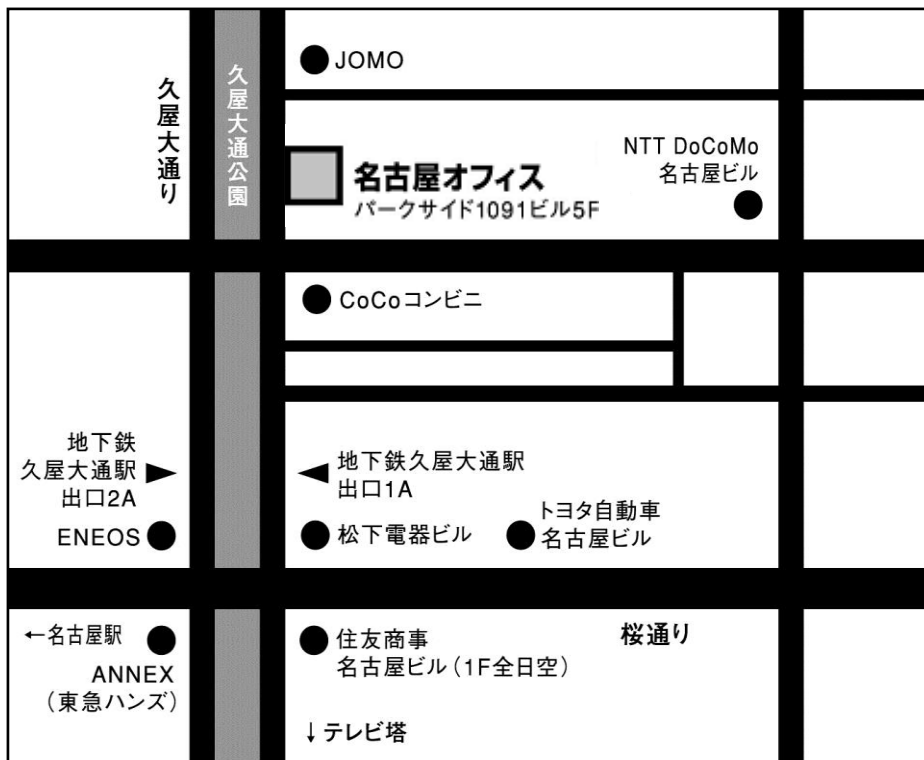 JOMO
久屋大通り
久屋大通公園
NTT DoCoMo
名古屋ビル
名古屋オフィス
パークサイド1091ビル5F
CoCoコンビニ
地下鉄
久屋大通駅
出口2A
地下鉄久屋大通駅
出口1A
ENEOS
松下電器ビル
トヨタ自動車
名古屋ビル
←名古屋駅
ANNEX
（東急ハンズ）
住友商事
名古屋ビル（1F全日空）
桜通り
↓テレビ塔